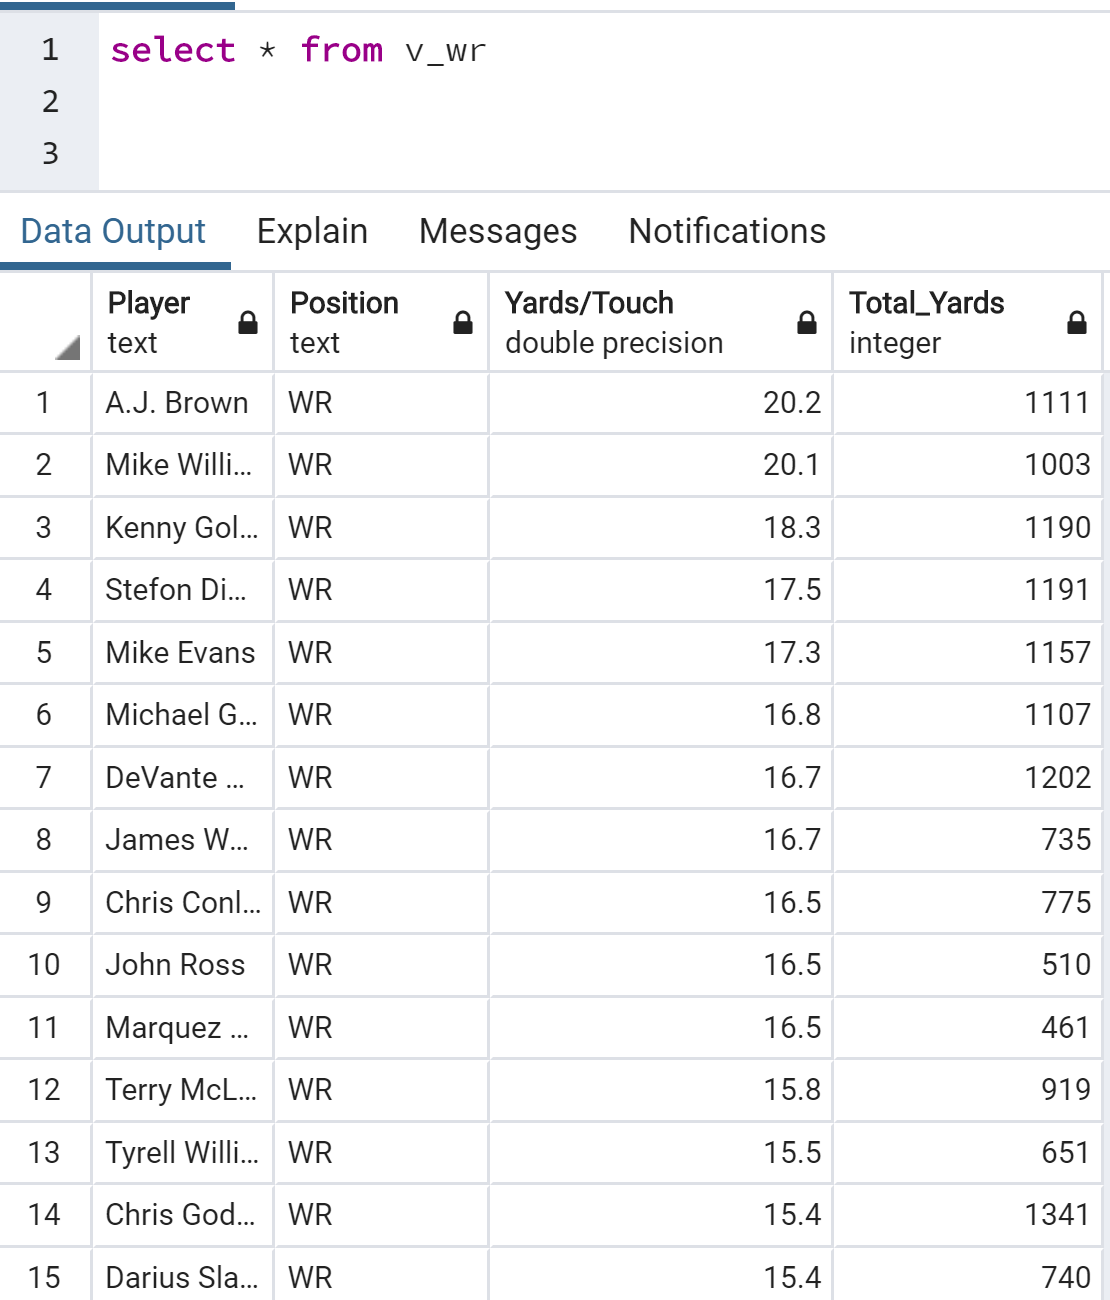 1 select * from v_wr
2
3
Data Output Explain Messages Notifications
Player Position Yards/Touch Total_Yards
text text double precision integer
1 A.J. Brown WR 20.2 1111
2 Mike Willi... WR 20.1 1003
3 Kenny Gol... WR 18.3 1190
4 Stefon Di... WR 17.5 1191
5 Mike Evans WR 17.3 1157
6 Michael G... WR 16.8 1107
7 DeVante ... WR 16.7 1202
8 James W... WR 16.7 735
9 Chris Conl... WR 16.5 775
10 John Ross WR 16.5 510
11 Marquez ... WR 16.5 461
12 Terry McL... WR 15.8 919
13 Tyrell Willi... WR 15.5 651
14 Chris God... WR 15.4 1341
15 Darius Sla... WR 15.4 740